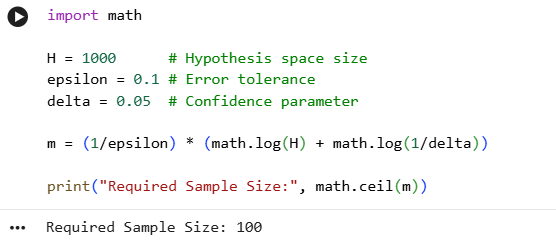 import math
H = 1000      # Hypothesis space size
epsilon = 0.1 # Error tolerance
delta = 0.05  # Confidence parameter
m = (1/epsilon) * (math.log(H) + math.log(1/delta))
print("Required Sample Size:", math.ceil(m))
Required Sample Size: 100